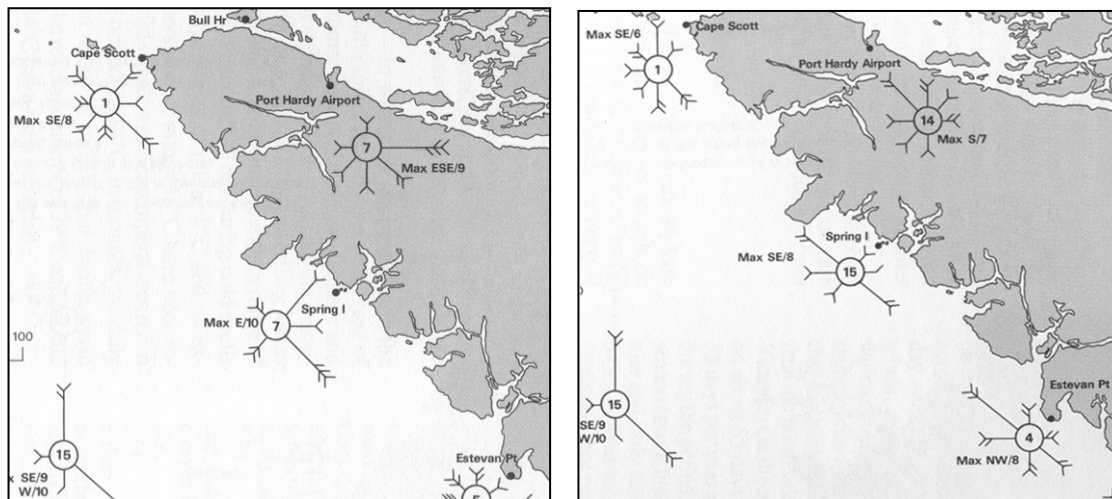 Bull Hr
Cape Scott
1
Max SE/8
Port Hardy Airport
7
Max ESE/9
Spring I
Max E/10
7
100
15
SE/9
W/10
Estevan Pt
5
Max SE/6
Cape Scott
1
Port Hardy Airport
14
Max S/7
Spring I
Max SE/8
15
15
SE/9
W/10
Estevan Pt
4
Max NW/8